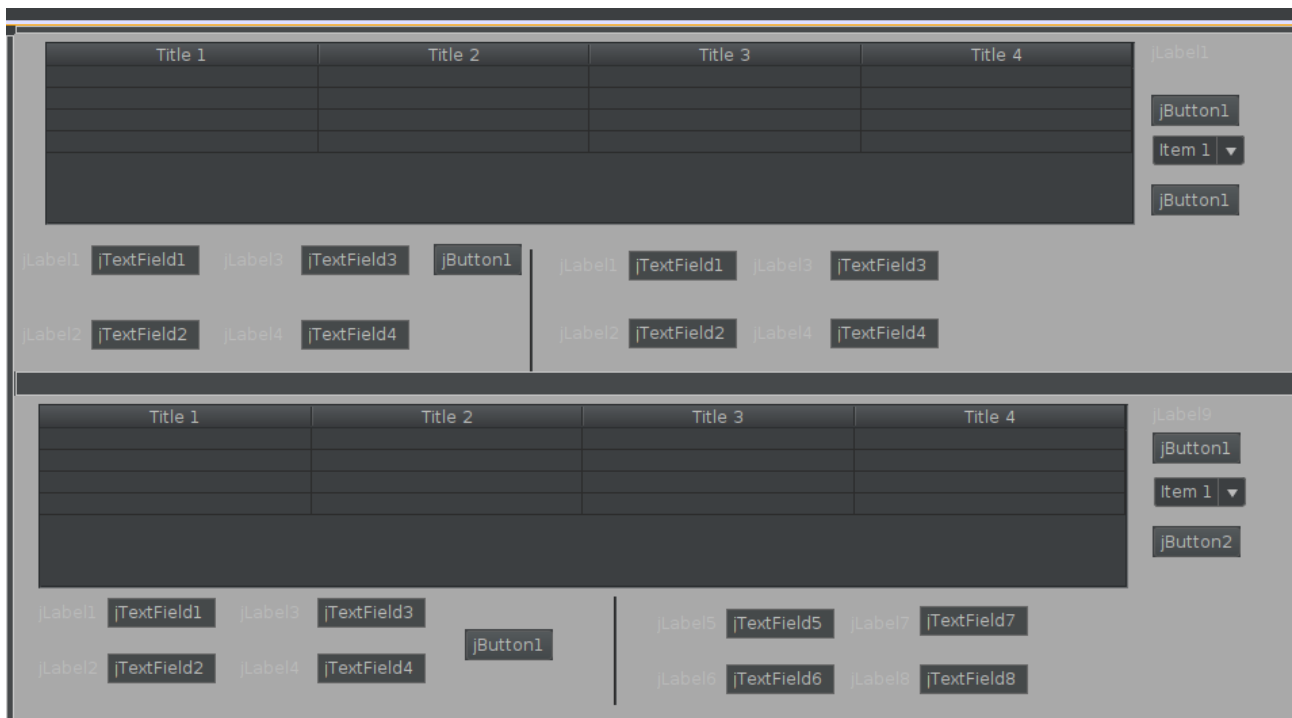 Title 1 Title 2 Title 3 Title 4 jLabel1
jButton1
Item 1
jButton1
jLabel1 jTextField1 jLabel3 jTextField3 jButton1 jLabel1 jTextField1 jLabel3 jTextField3
jLabel2 jTextField2 jLabel4 jTextField4 jLabel2 jTextField2 jLabel4 jTextField4
Title 1 Title 2 Title 3 Title 4 jLabel9
jButton1
Item 1
jButton2
jLabel1 jTextField1 jLabel3 jTextField3 jLabel5 jTextField5 jLabel7 jTextField7
jButton1
jLabel2 jTextField2 jLabel4 jTextField4 jLabel6 jTextField6 jLabel8 jTextField8